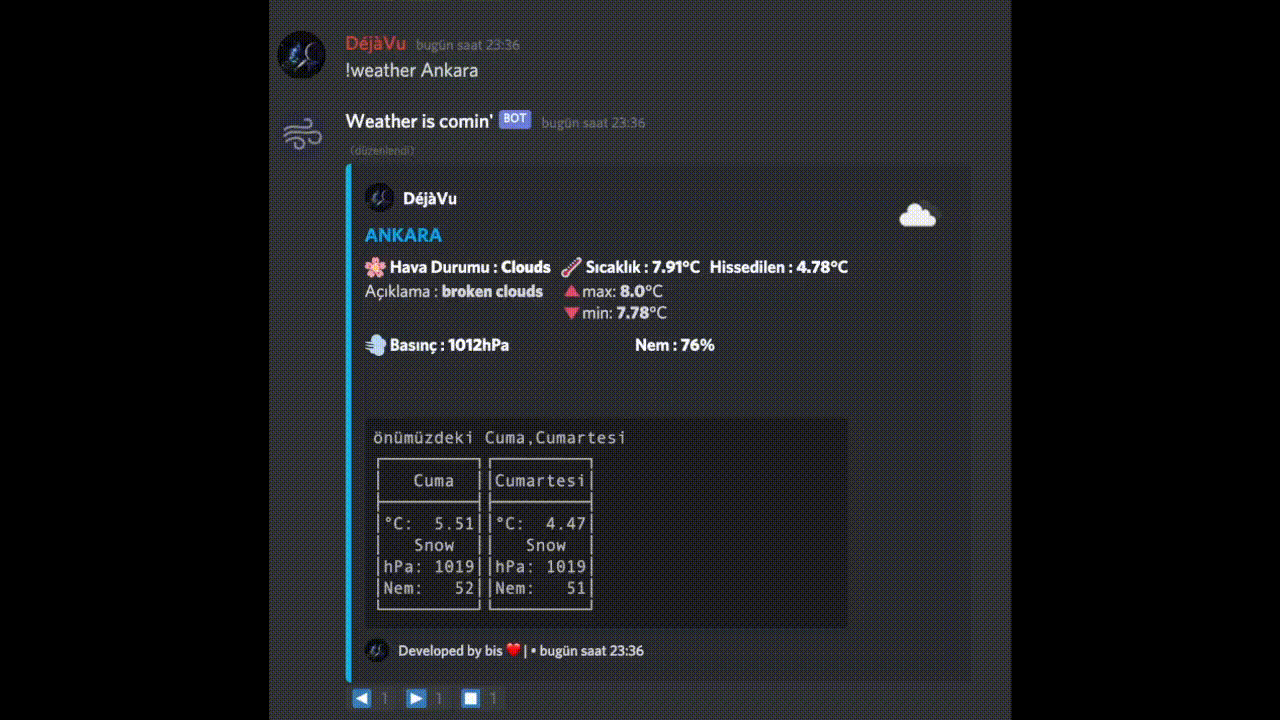 DéjàVu bugün saat 23:36
!weather Ankara
Weather is comin' BOT bugün saat 23:36
(düzenlendi)
DéjàVu
ANKARA
Hava Durumu : Clouds Sıcaklık : 7.91°C Hissedilen : 4.78°C
Açıklama : broken clouds max: 8.0°C
min: 7.78°C
Basınç : 1012hPa Nem : 76%
önümüzdeki Cuma,Cumartesi
Cuma Cumartesi
°C: 5.51 °C: 4.47
Snow Snow
hPa: 1019 hPa: 1019
Nem: 52 Nem: 51
Developed by bis ❤️ | • bugün saat 23:36
1 1 1